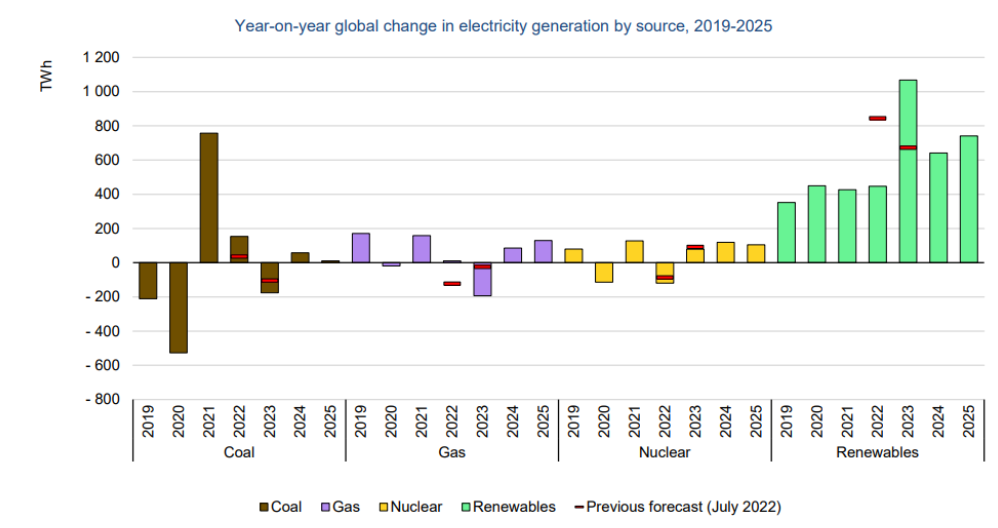 Year-on-year global change in electricity generation by source, 2019-2025
TWh
1 200
1 000
800
600
400
200
0
- 200
- 400
- 600
- 800
2019 2020 2021 2022 2023 2024 2025 2019 2020 2021 2022 2023 2024 2025 2019 2020 2021 2022 2023 2024 2025 2019 2020 2021 2022 2023 2024 2025
Coal Gas Nuclear Renewables
Coal Gas Nuclear Renewables Previous forecast (July 2022)